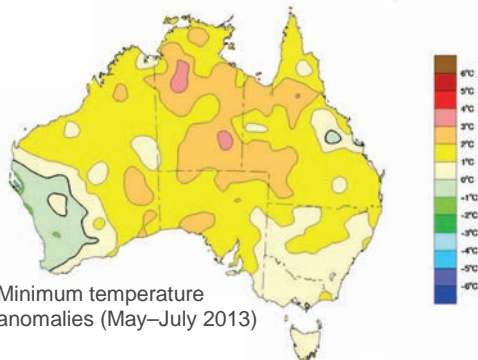 6°C
5°C
4°C
3°C
2°C
1°C
0°C
-1°C
-2°C
-3°C
-4°C
-5°C
-6°C
Minimum temperature
anomalies (May–July 2013)